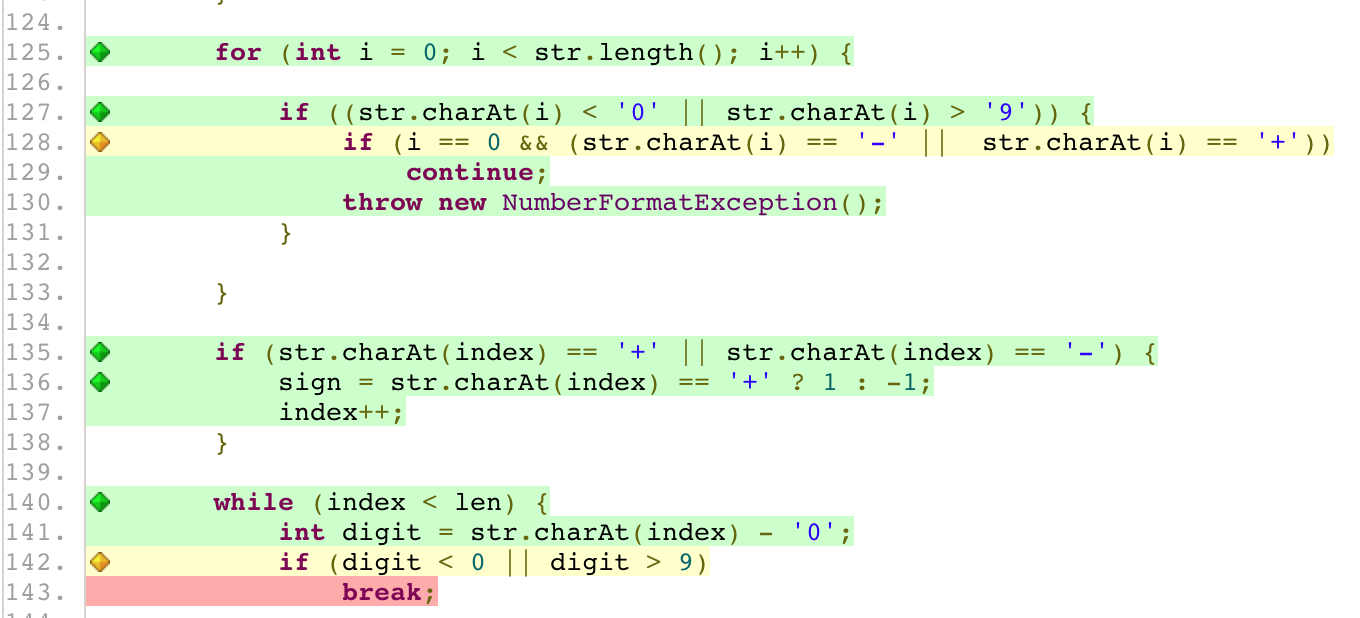 124.
125. for (int i = 0; i < str.length(); i++) {
126.
127. if ((str.charAt(i) < '0' || str.charAt(i) > '9')) {
128. if (i == 0 && (str.charAt(i) == '-' || str.charAt(i) == '+'))
129. continue;
130. throw new NumberFormatException();
131. }
132.
133. }
134.
135. if (str.charAt(index) == '+' || str.charAt(index) == '-') {
136. sign = str.charAt(index) == '+' ? 1 : -1;
137. index++;
138. }
139.
140. while (index < len) {
141. int digit = str.charAt(index) - '0';
142. if (digit < 0 || digit > 9)
143. break;